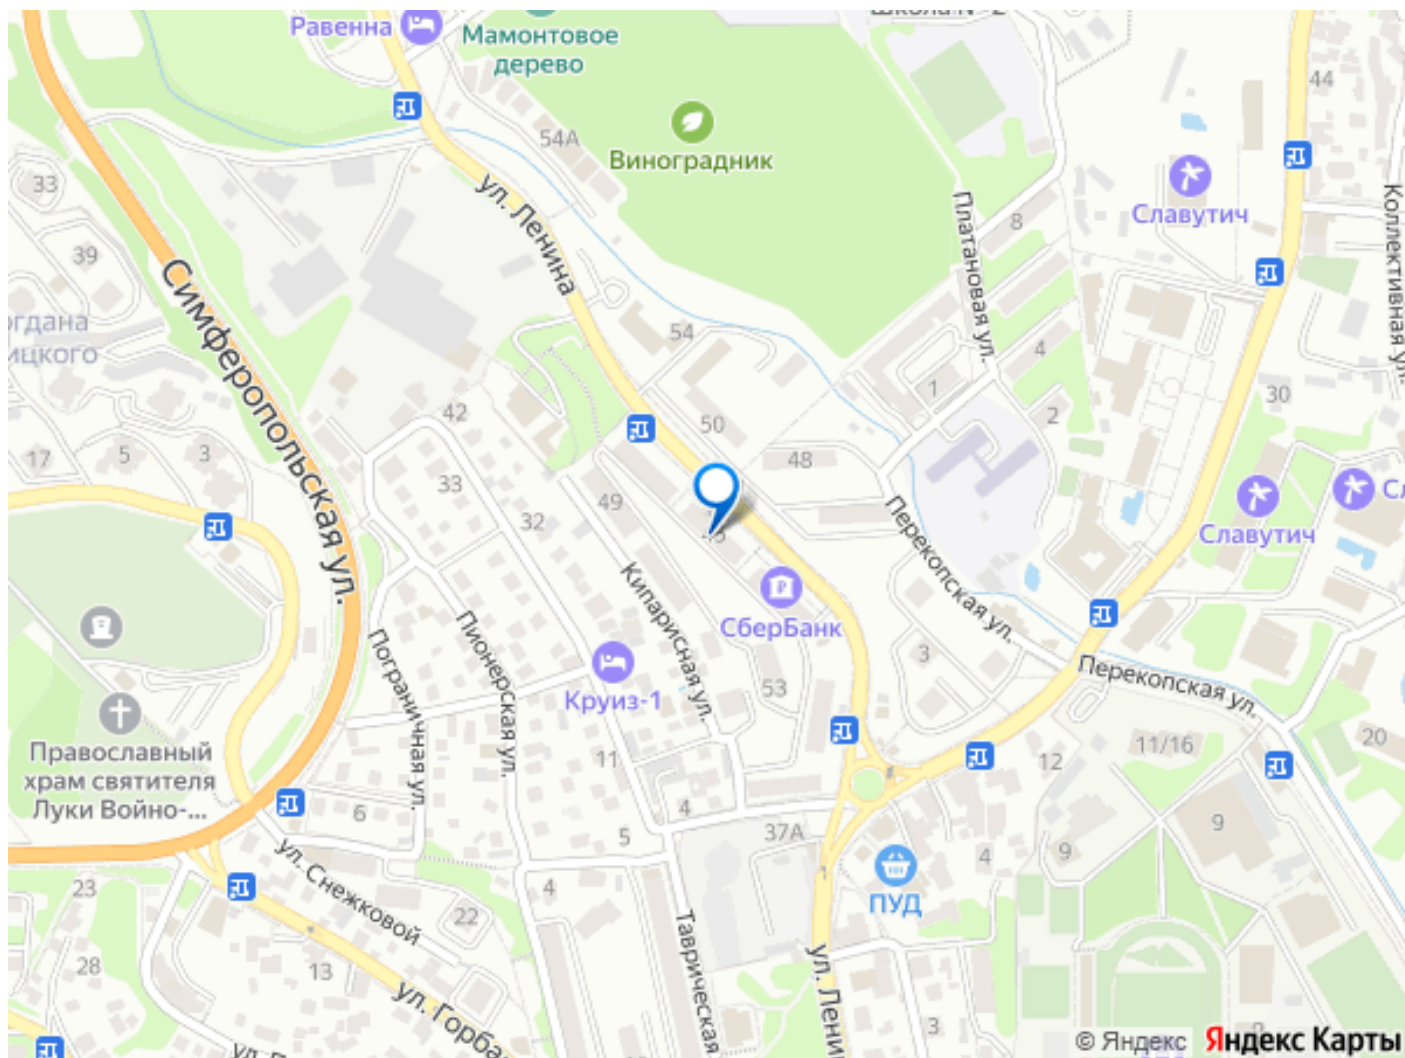 Равенна
Мамонтовое
дерево
44
54А
Виноградник
33
ул. Ленина
Славутич
Платановая ул.
8
Коллективная ул.
39
Симферопольская ул.
54
4
1
30
42
50
2
17
5
3
48
33
49
32
Славутич
Перекопская ул.
Кипарисная ул.
СберБанк
Пионерская ул.
Пограничная ул.
3
Круиз-1
53
Перекопская ул.
Православный
храм святителя
Луки Войно-...
11
12
11/16
20
6
4
5
37А
9
4
9
ул. Снежковой
23
22
4
ПУД
Таврическая
28
13
ул. Горба
ул. Лени
3
© Яндекс Яндекс Карты